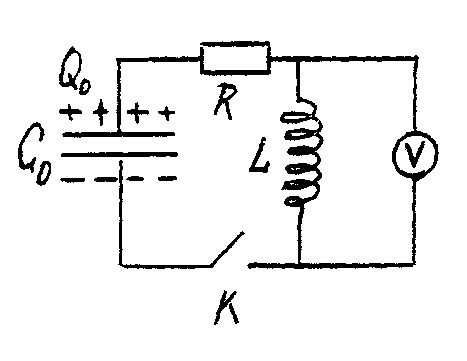 Q₀
+ + + +
R
C₀
- - - -
L
V
K